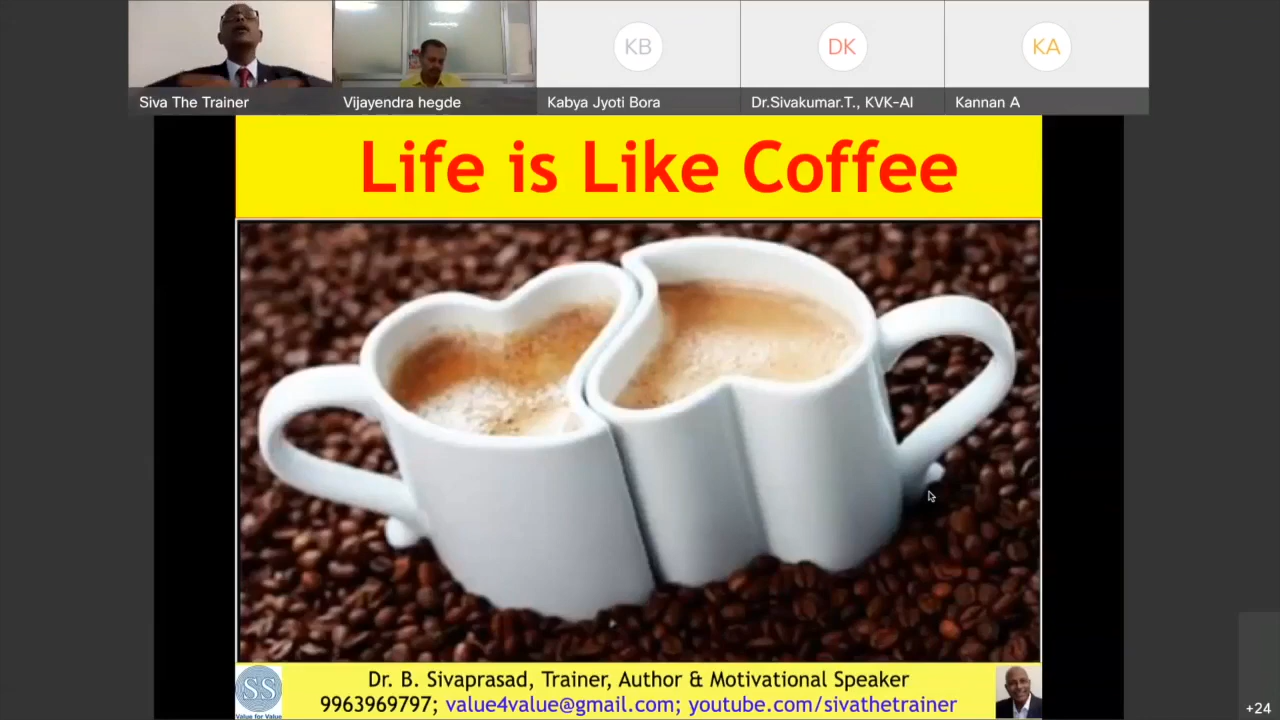 Siva The Trainer
Vijayendra hegde
KB
Kabya Jyoti Bora
DK
Dr.Sivakumar.T., KVK-AI
KA
Kannan A
Life is Like Coffee
SS
Value for Value
Dr. B. Sivaprasad, Trainer, Author & Motivational Speaker
9963969797; value4value@gmail.com; youtube.com/sivathetrainer
+24